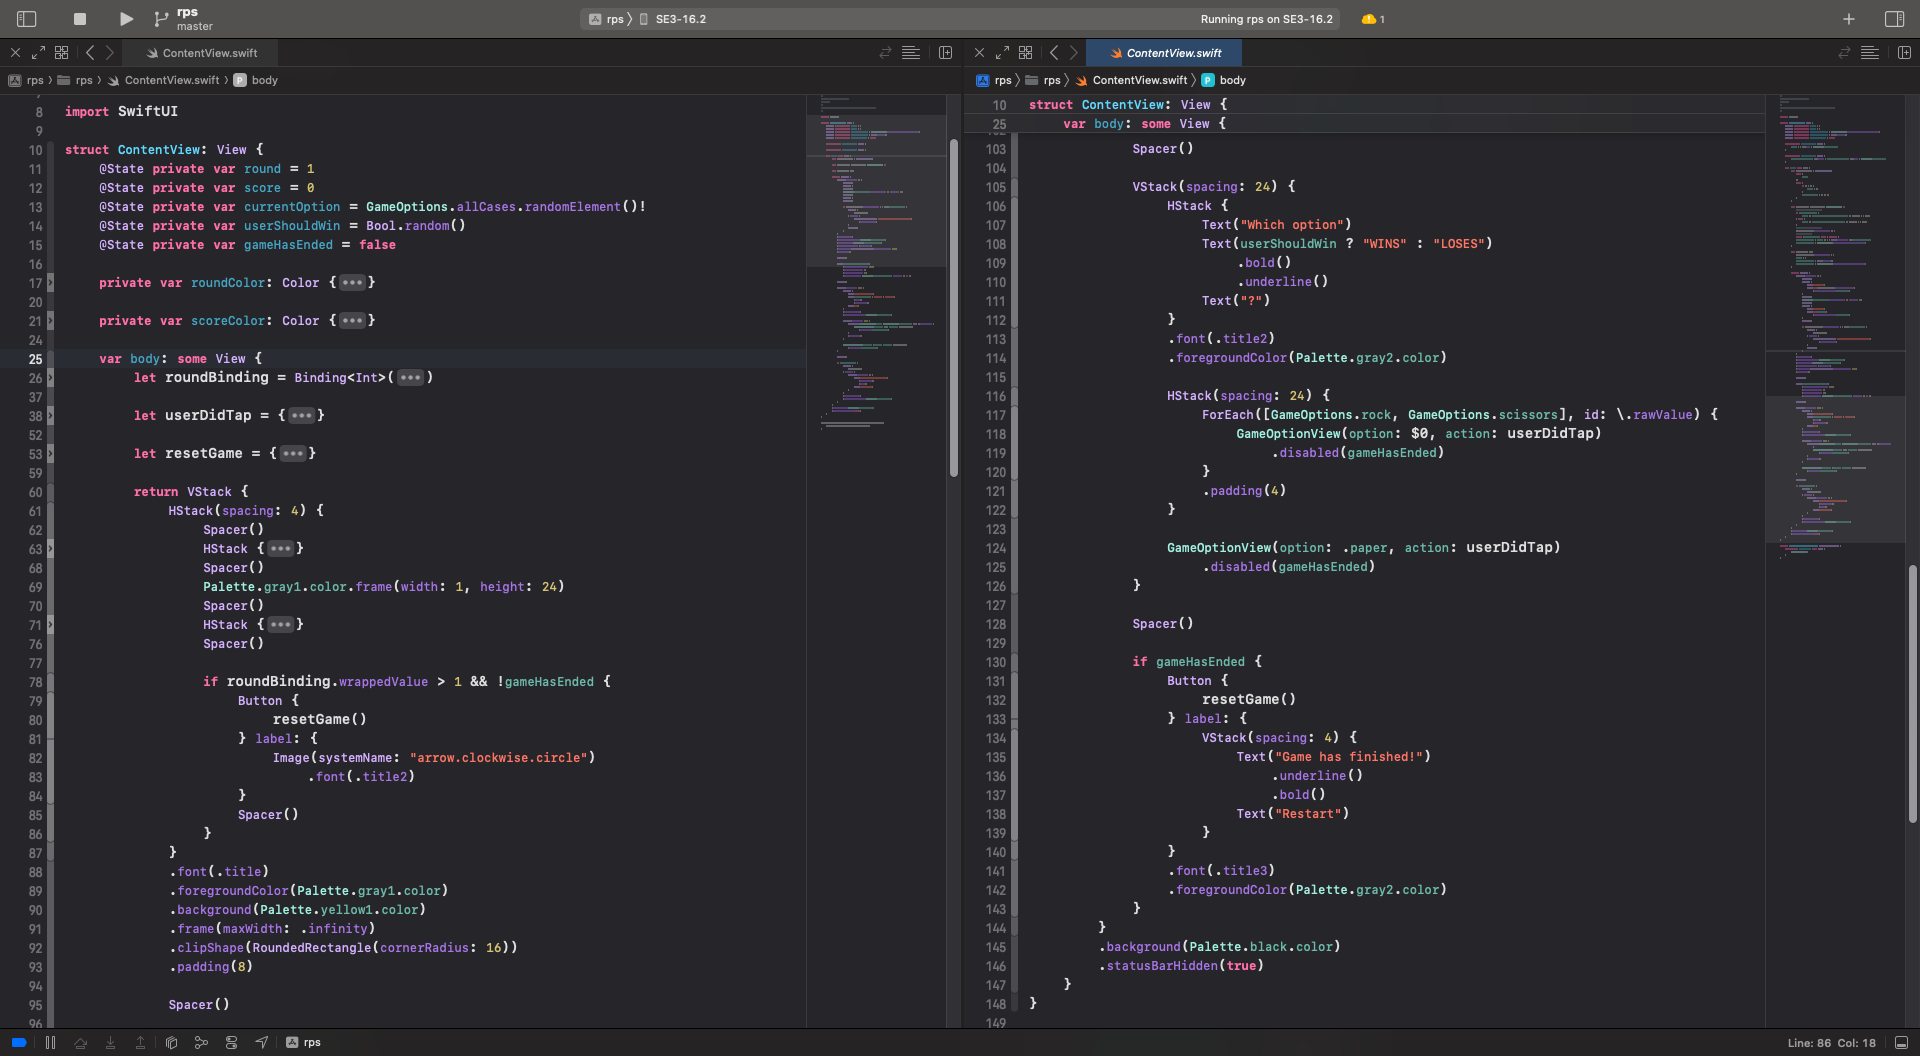 rps
master
rps 〉 SE3-16.2
Running rps on SE3-16.2
1
ContentView.swift
rps 〉 rps 〉 ContentView.swift 〉 P body
8 import SwiftUI
9
10 struct ContentView: View {
11 @State private var round = 1
12 @State private var score = 0
13 @State private var currentOption = GameOptions.allCases.randomElement()!
14 @State private var userShouldWin = Bool.random()
15 @State private var gameHasEnded = false
16
17 private var roundColor: Color {•••}
20
21 private var scoreColor: Color {•••}
24
25 var body: some View {
26 let roundBinding = Binding<Int>(•••)
37
38 let userDidTap = {•••}
52
53 let resetGame = {•••}
59
60 return VStack {
61 HStack(spacing: 4) {
62 Spacer()
63 HStack {•••}
68 Spacer()
69 Palette.gray1.color.frame(width: 1, height: 24)
70 Spacer()
71 HStack {•••}
76 Spacer()
77
78 if roundBinding.wrappedValue > 1 && !gameHasEnded {
79 Button {
80 resetGame()
81 } label: {
82 Image(systemName: "arrow.clockwise.circle")
83 .font(.title2)
84 }
85 Spacer()
86 }
87 }
88 .font(.title)
89 .foregroundColor(Palette.gray1.color)
90 .background(Palette.yellow1.color)
91 .frame(maxWidth: .infinity)
92 .clipShape(RoundedRectangle(cornerRadius: 16))
93 .padding(8)
94
95 Spacer()
96
ContentView.swift
rps 〉 rps 〉 ContentView.swift 〉 P body
10 struct ContentView: View {
25 var body: some View {
103 Spacer()
104
105 VStack(spacing: 24) {
106 HStack {
107 Text("Which option")
108 Text(userShouldWin ? "WINS" : "LOSES")
109 .bold()
110 .underline()
111 Text("?")
112 }
113 .font(.title2)
114 .foregroundColor(Palette.gray2.color)
115
116 HStack(spacing: 24) {
117 ForEach([GameOptions.rock, GameOptions.scissors], id: \.rawValue) {
118 GameOptionView(option: $0, action: userDidTap)
119 .disabled(gameHasEnded)
120 }
121 .padding(4)
122 }
123
124 GameOptionView(option: .paper, action: userDidTap)
125 .disabled(gameHasEnded)
126 }
127
128 Spacer()
129
130 if gameHasEnded {
131 Button {
132 resetGame()
133 } label: {
134 VStack(spacing: 4) {
135 Text("Game has finished!")
136 .underline()
137 .bold()
138 Text("Restart")
139 }
140 }
141 .font(.title3)
142 .foregroundColor(Palette.gray2.color)
143 }
144 }
145 .background(Palette.black.color)
146 .statusBarHidden(true)
147 }
148 }
149
rps
Line: 86 Col: 18